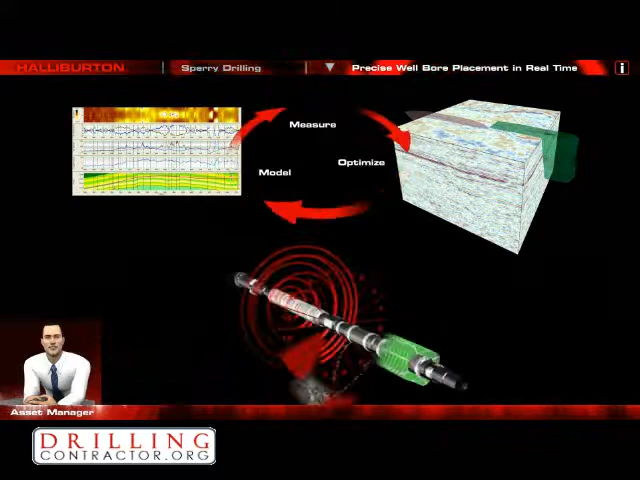 HALLIBURTON
Sperry Drilling
Precise Well Bore Placement in Real Time
i
Measure
Optimize
Model
Asset Manager
DRILLING
CONTRACTOR.ORG